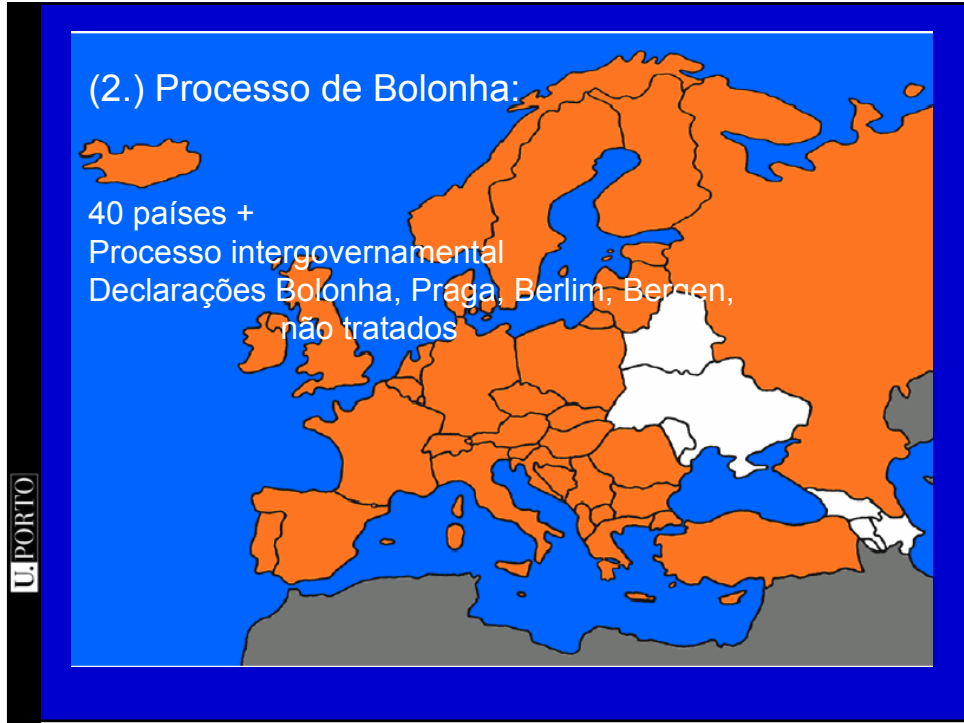 (2.) Processo de Bolonha:
40 países +
Processo intergovernamental
Declarações Bolonha, Praga, Berlim, Bergen,
não tratados
U.PORTO